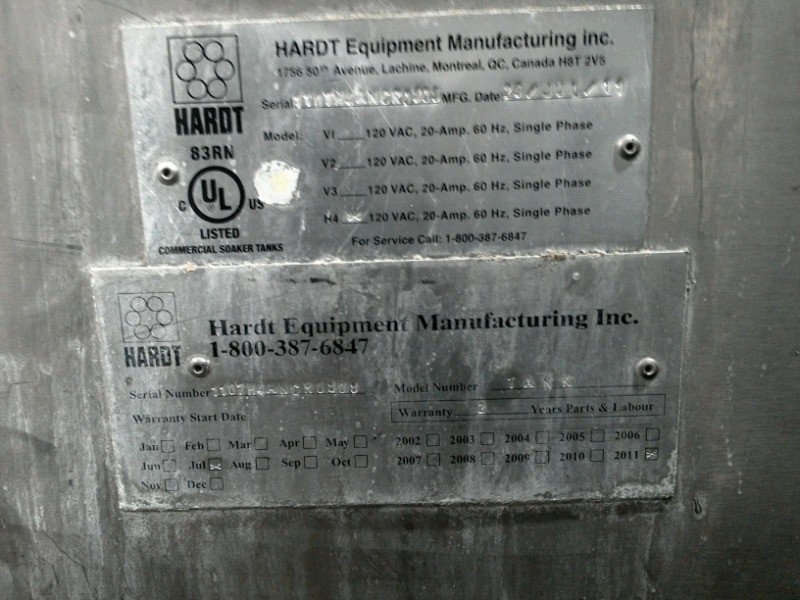 HARDT Equipment Manufacturing inc.
1756 50th Avenue, Lachine, Montreal, QC, Canada H8T 2V5
Serial MFG. Date:
HARDT
Model: V1 120 VAC, 20-Amp. 60 Hz, Single Phase
83RN
V2 120 VAC, 20-Amp. 60 Hz, Single Phase
C UL US
V3 120 VAC, 20-Amp. 60 Hz, Single Phase
LISTED
H4 120 VAC, 20-Amp. 60 Hz, Single Phase
COMMERCIAL SOAKER TANKS
For Service Call: 1-800-387-6847
Hardt Equipment Manufacturing Inc.
HARDT
1-800-387-6847
Serial Number Model Number TANK
Warranty Start Date Warranty Years Parts & Labour
Jan Feb Mar Apr May 2002 2003 2004 2005 2006
Jun Jul Aug Sep Oct 2007 2008 2009 2010 2011
Nov Dec